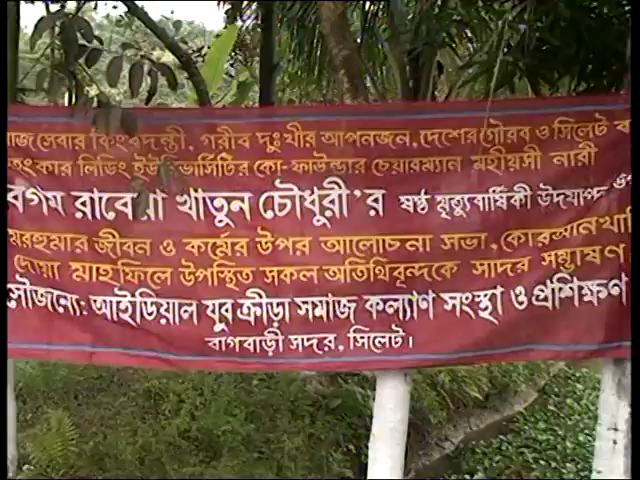 াজসেবার কিংবদন্তী, গরীব দুঃখীর আপনজন, দেশের গৌরব ও সিলেট
হংকার লিডিং ইউনিভার্সিটির কো-ফাউন্ডার চেয়ারম্যান মহীয়সী নারী
বেগম রাবেয়া খাতুন চৌধুরী'র ষষ্ঠ মৃত্যুবার্ষিকী উদযাপন
মরহুমার জীবন ও কর্মের উপর আলোচনা সভা, কোরআনখা
দোয়া মাহফিলে উপস্থিত সকল অতিথিবৃন্দকে সাদর সম্ভাষণ
সৌজন্যে: আইডিয়াল যুব ক্রীড়া সমাজ কল্যাণ সংস্থা ও প্রশিক্ষণ
বাগবাড়ী সদর, সিলেট।